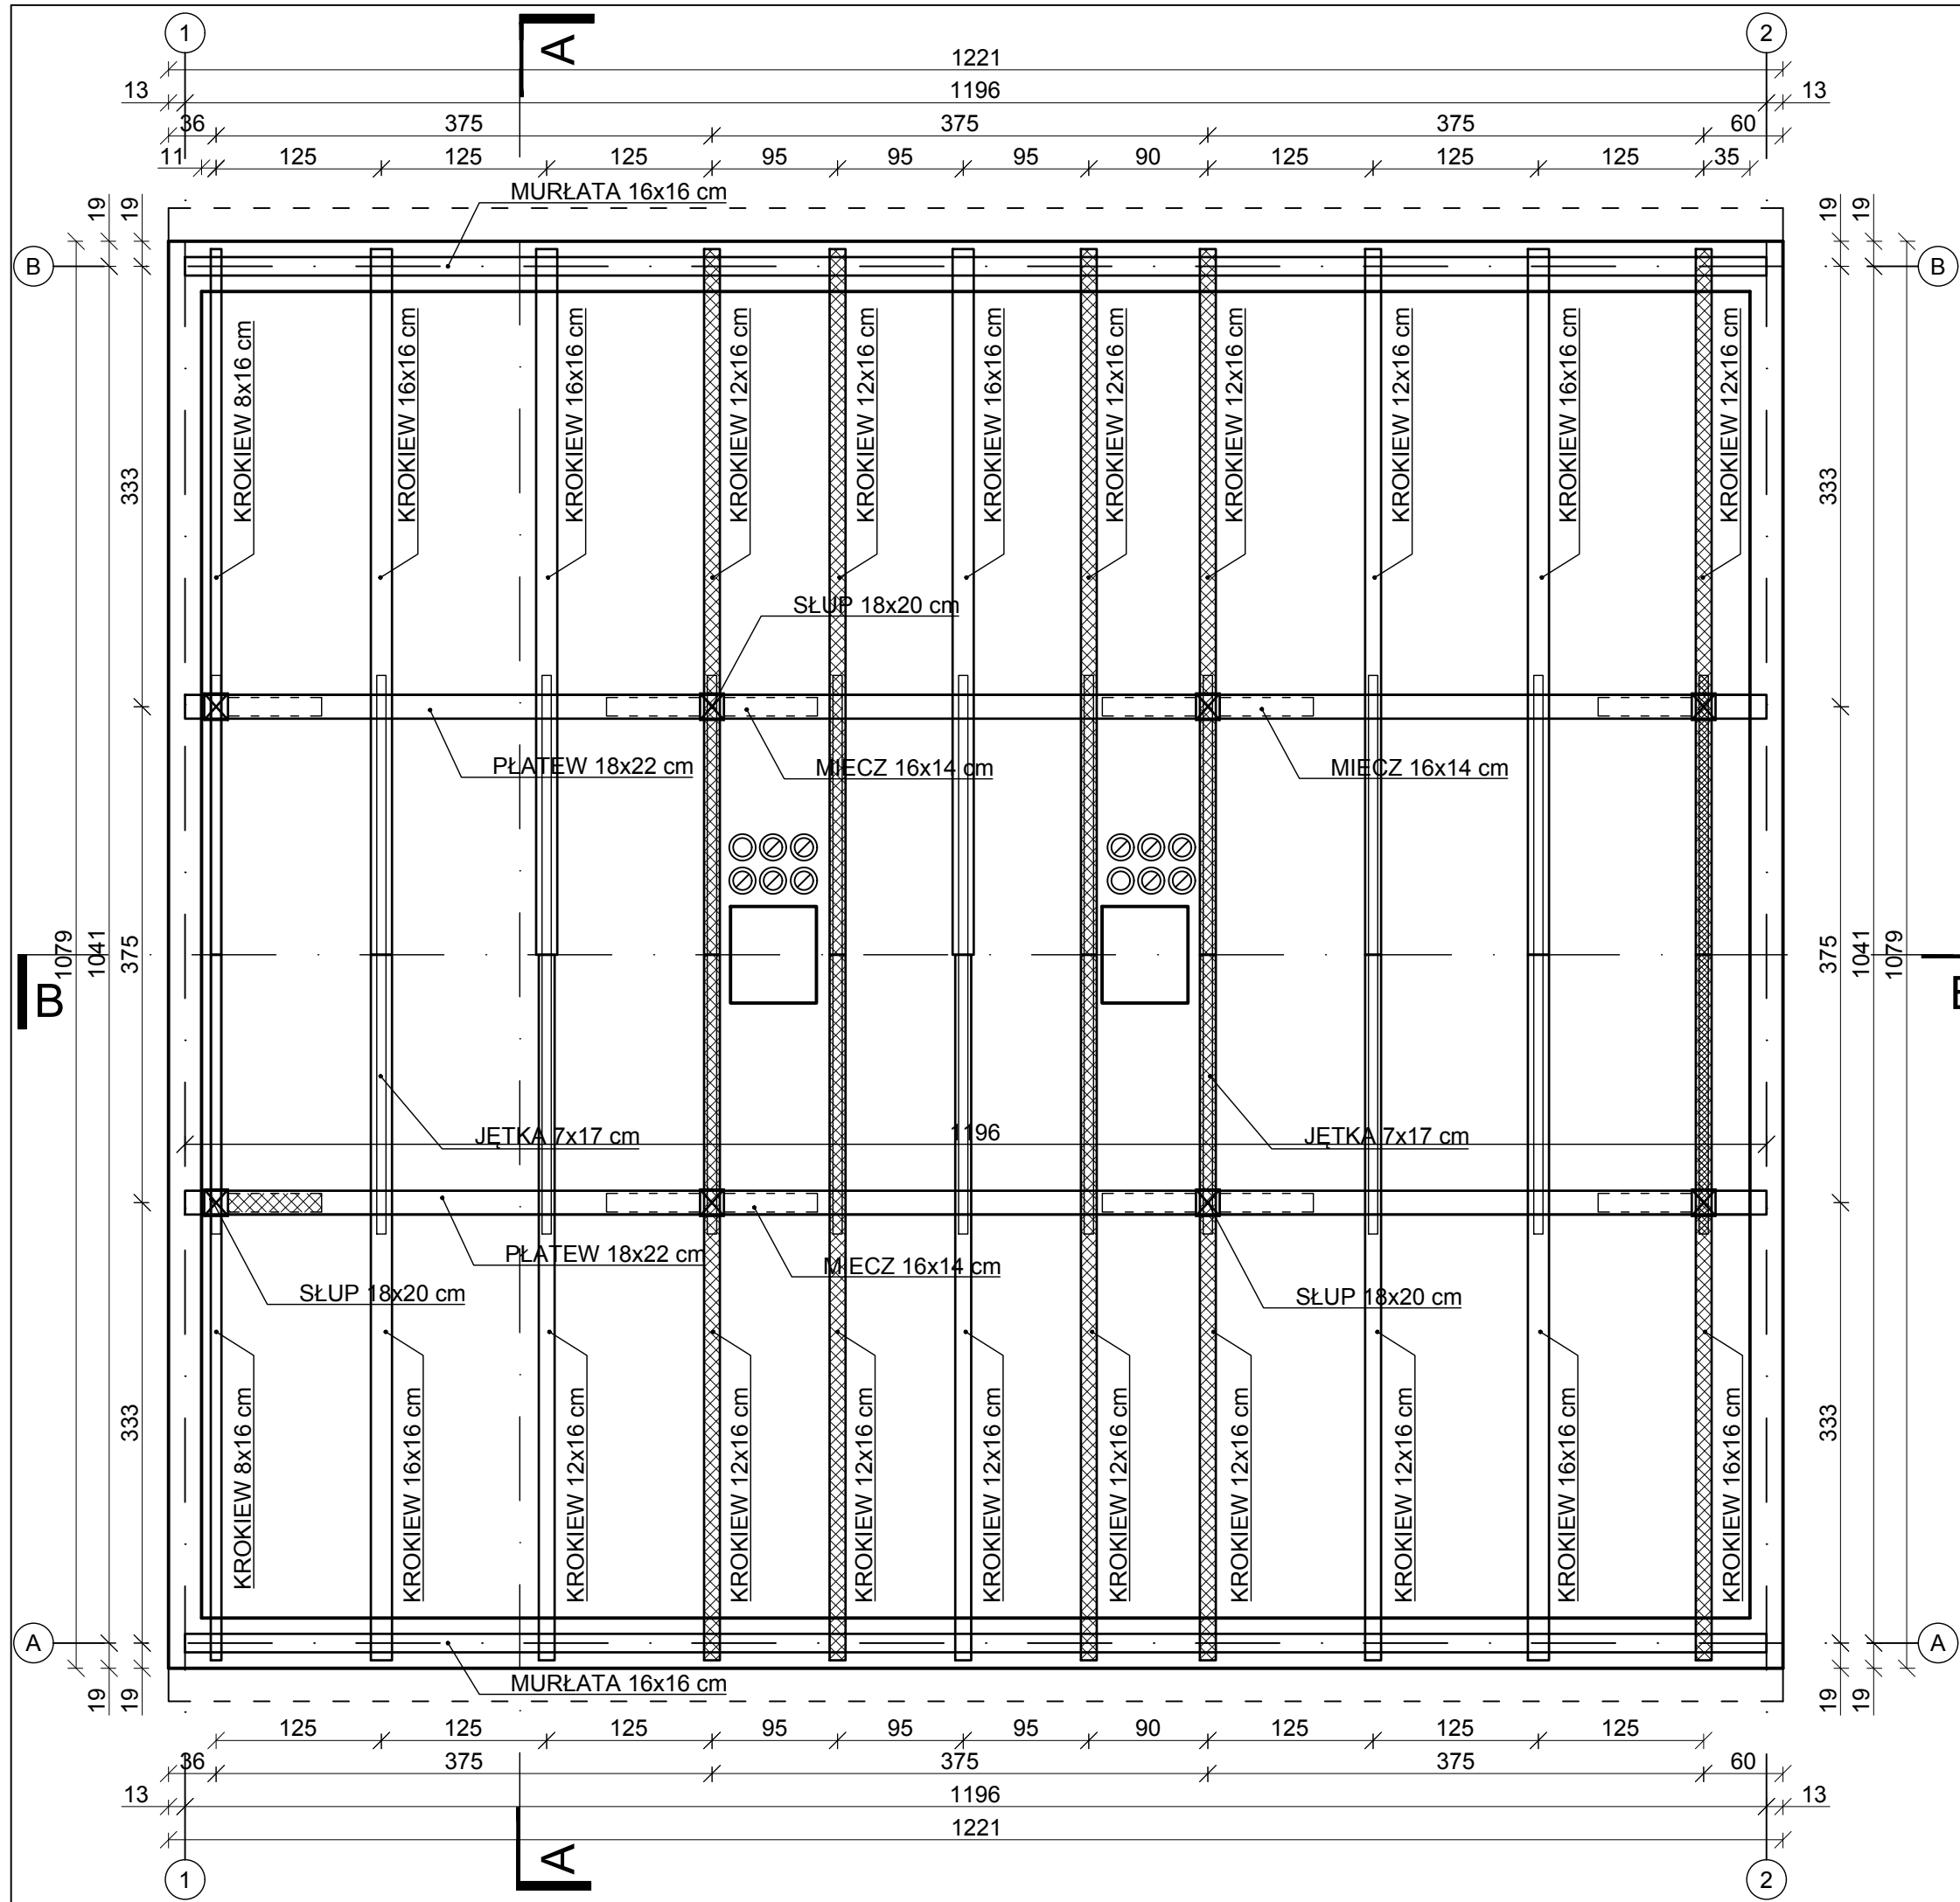 1 A 2
1221
13 1196 13
36 375 375 375 60
11 125 125 125 95 95 95 90 125 125 125 35
MURŁATA 16x16 cm
19 19 19 19
B B
KROKIEW 8x16 cm
KROKIEW 16x16 cm
KROKIEW 16x16 cm
KROKIEW 12x16 cm
KROKIEW 12x16 cm
KROKIEW 16x16 cm
KROKIEW 12x16 cm
KROKIEW 12x16 cm
KROKIEW 12x16 cm
KROKIEW 16x16 cm
KROKIEW 12x16 cm
333 333
SŁUP 18x20 cm
PŁATEW 18x22 cm
MIECZ 16x14 cm
MIECZ 16x14 cm
1079 1041 375 375 1041 1079
B
JĘTKA 7x17 cm
1196
JĘTKA 7x17 cm
PŁATEW 18x22 cm
MIECZ 16x14 cm
SŁUP 18x20 cm
SŁUP 18x20 cm
333 333
KROKIEW 8x16 cm
KROKIEW 16x16 cm
KROKIEW 12x16 cm
KROKIEW 12x16 cm
KROKIEW 12x16 cm
KROKIEW 12x16 cm
KROKIEW 12x16 cm
KROKIEW 12x16 cm
KROKIEW 12x16 cm
KROKIEW 16x16 cm
KROKIEW 16x16 cm
A A
MURŁATA 16x16 cm
19 19 19 19
125 125 125 95 95 95 90 125 125 125
36 375 375 375 60
13 1196 13
1221
1 A 2